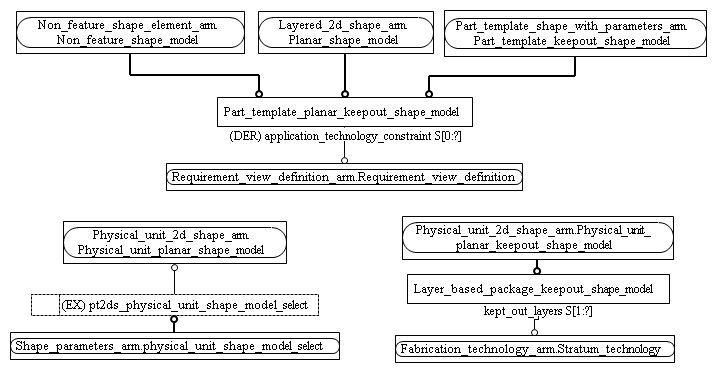 Non_feature_shape_element_arm.
Non_feature_shape_model
Layered_2d_shape_arm.
Planar_shape_model
Part_template_shape_with_parameters_arm.
Part_template_keepout_shape_model
Part_template_planar_keepout_shape_model
(DER) application_technology_constraint S[0:?]
Requirement_view_definition_arm.Requirement_view_definition
Physical_unit_2d_shape_arm.
Physical_unit_planar_shape_model
(EX) pt2ds_physical_unit_shape_model_select
Shape_parameters_arm.physical_unit_shape_model_select
Physical_unit_2d_shape_arm.Physical_unit_
planar_keepout_shape_model
Layer_based_package_keepout_shape_model
kept_out_layers S[1:?]
Fabrication_technology_arm.Stratum_technology